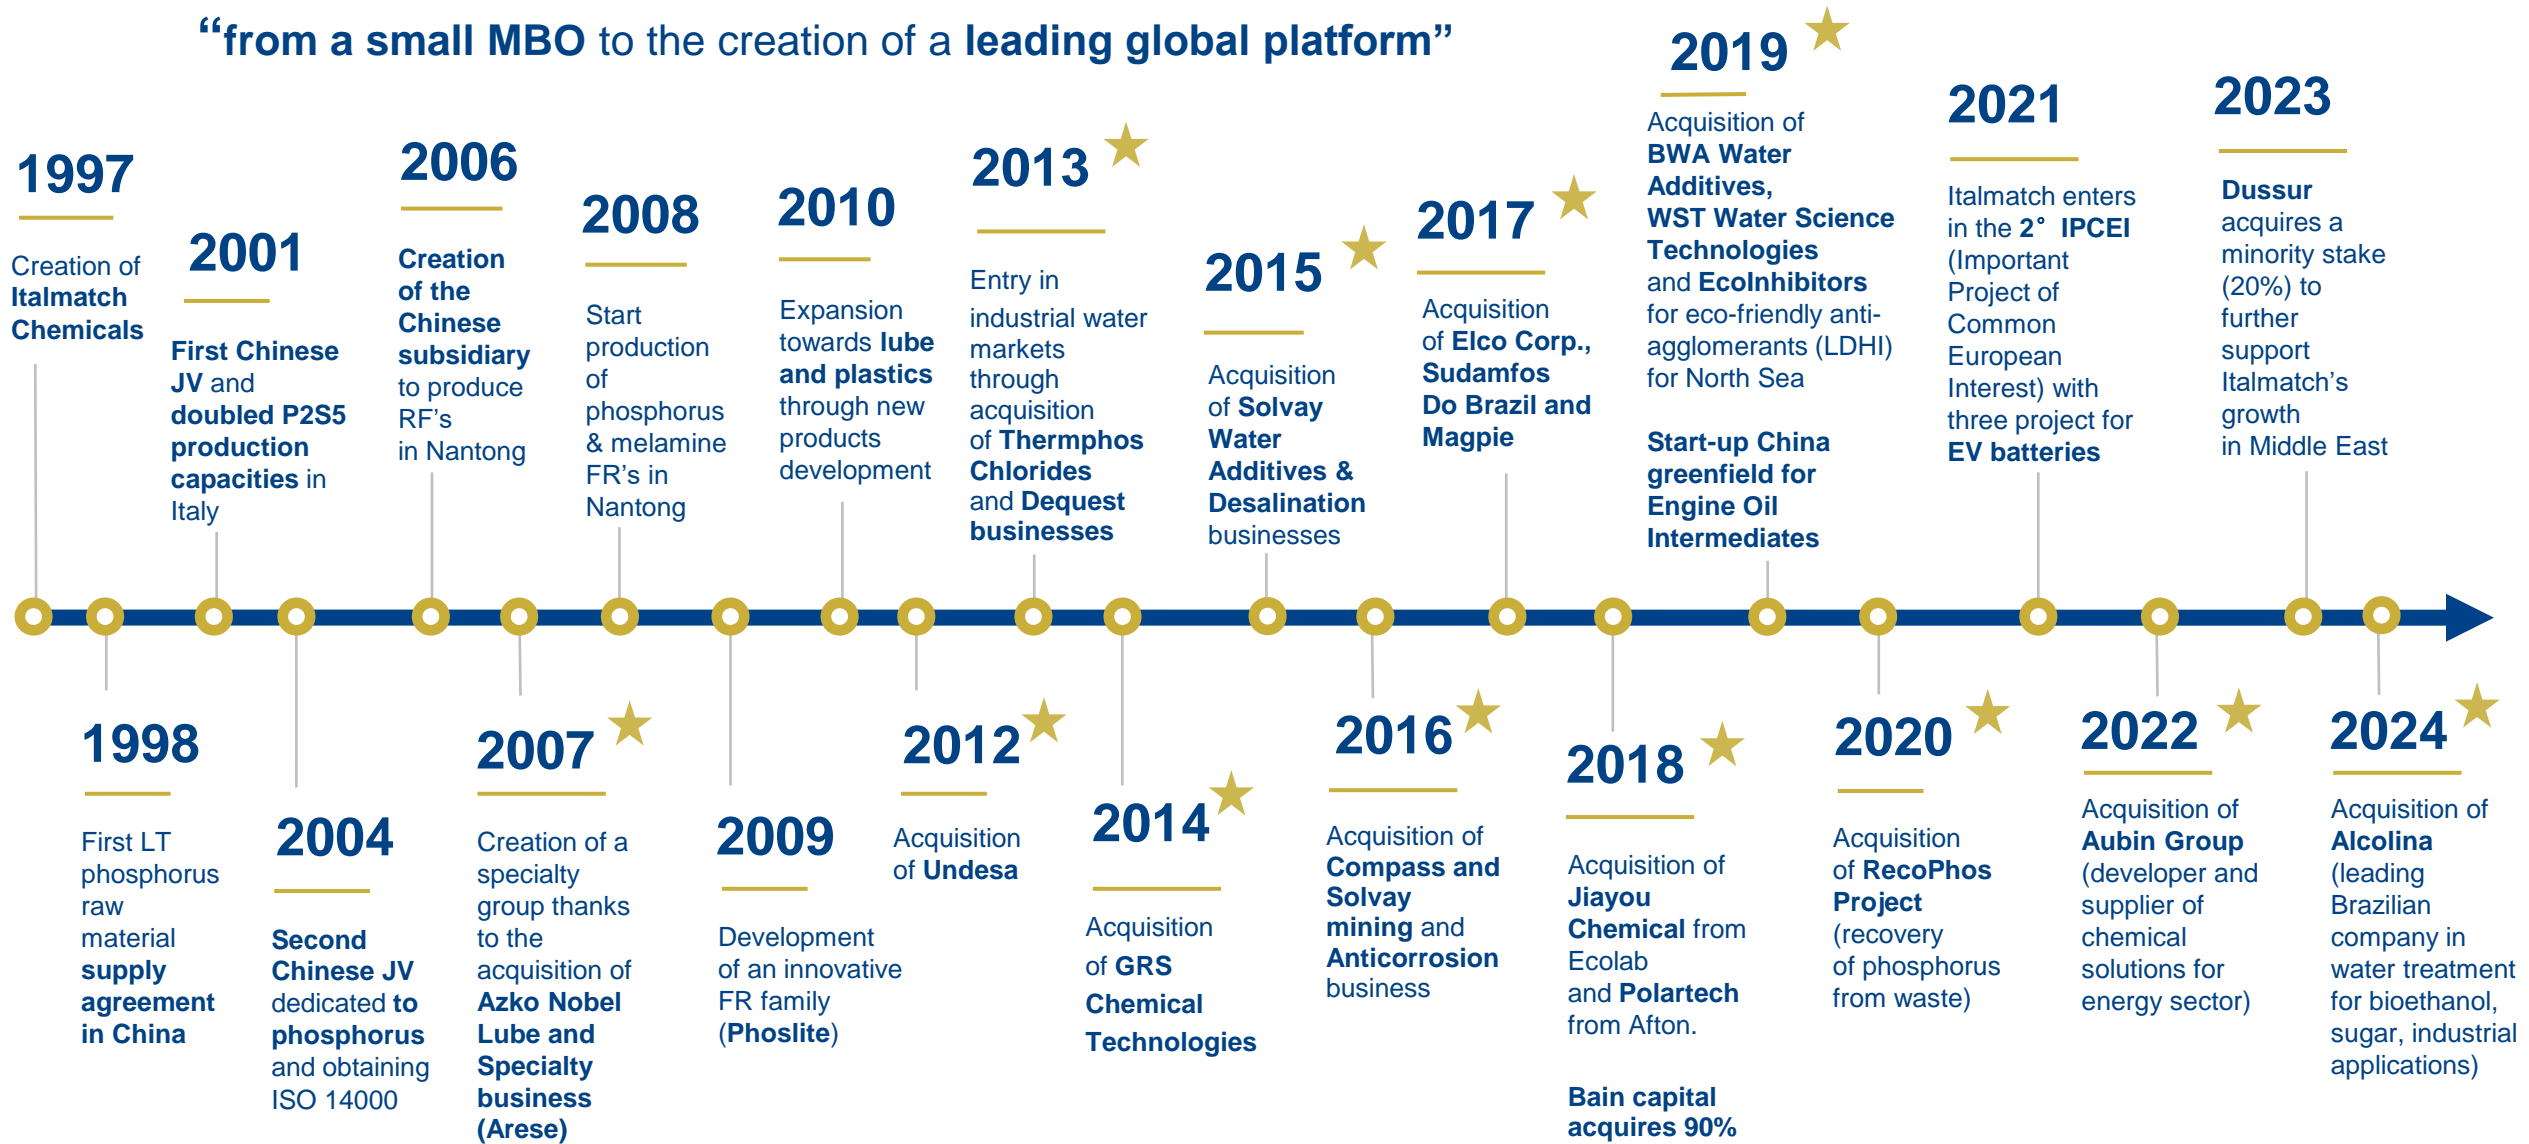 “from a small MBO to the creation of a leading global platform”
1997
Creation of
Italmatch
Chemicals
2001
First Chinese
JV and
doubled P2S5
production
capacities in
Italy
2006
Creation
of the
Chinese
subsidiary
to produce
RF’s
in Nantong
2008
Start
production
of
phosphorus
& melamine
FR’s in
Nantong
2010
Expansion
towards lube
and plastics
through new
products
development
2013
Entry in
industrial water
markets
through
acquisition
of Thermphos
Chlorides
and Dequest
businesses
2015
Acquisition
of Solvay
Water
Additives &
Desalination
businesses
2017
Acquisition
of Elco Corp.,
Sudamfos
Do Brazil and
Magpie
2019
Acquisition of
BWA Water
Additives,
WST Water Science
Technologies
and EcoInhibitors
for eco-friendly anti-
agglomerants (LDHI)
for North Sea
Start-up China
greenfield for
Engine Oil
Intermediates
2021
Italmatch enters
in the 2° IPCEI
(Important
Project of
Common
European
Interest) with
three project for
EV batteries
2023
Dussur
acquires a
minority stake
(20%) to
further
support
Italmatch’s
growth
in Middle East
1998
First LT
phosphorus
raw
material
supply
agreement
in China
2004
Second
Chinese JV
dedicated to
phosphorus
and obtaining
ISO 14000
2007
Creation of a
specialty
group thanks
to the
acquisition of
Azko Nobel
Lube and
Specialty
business
(Arese)
2009
Development
of an innovative
FR family
(Phoslite)
2012
Acquisition
of Undesa
2014
Acquisition
of GRS
Chemical
Technologies
2016
Acquisition of
Compass and
Solvay
mining and
Anticorrosion
business
2018
Acquisition of
Jiayou
Chemical from
Ecolab
and Polartech
from Afton.
Bain capital
acquires 90%
2020
Acquisition
of RecoPhos
Project
(recovery
of phosphorus
from waste)
2022
Acquisition of
Aubin Group
(developer and
supplier of
chemical
solutions for
energy sector)
2024
Acquisition of
Alcolina
(leading
Brazilian
company in
water treatment
for bioethanol,
sugar, industrial
applications)